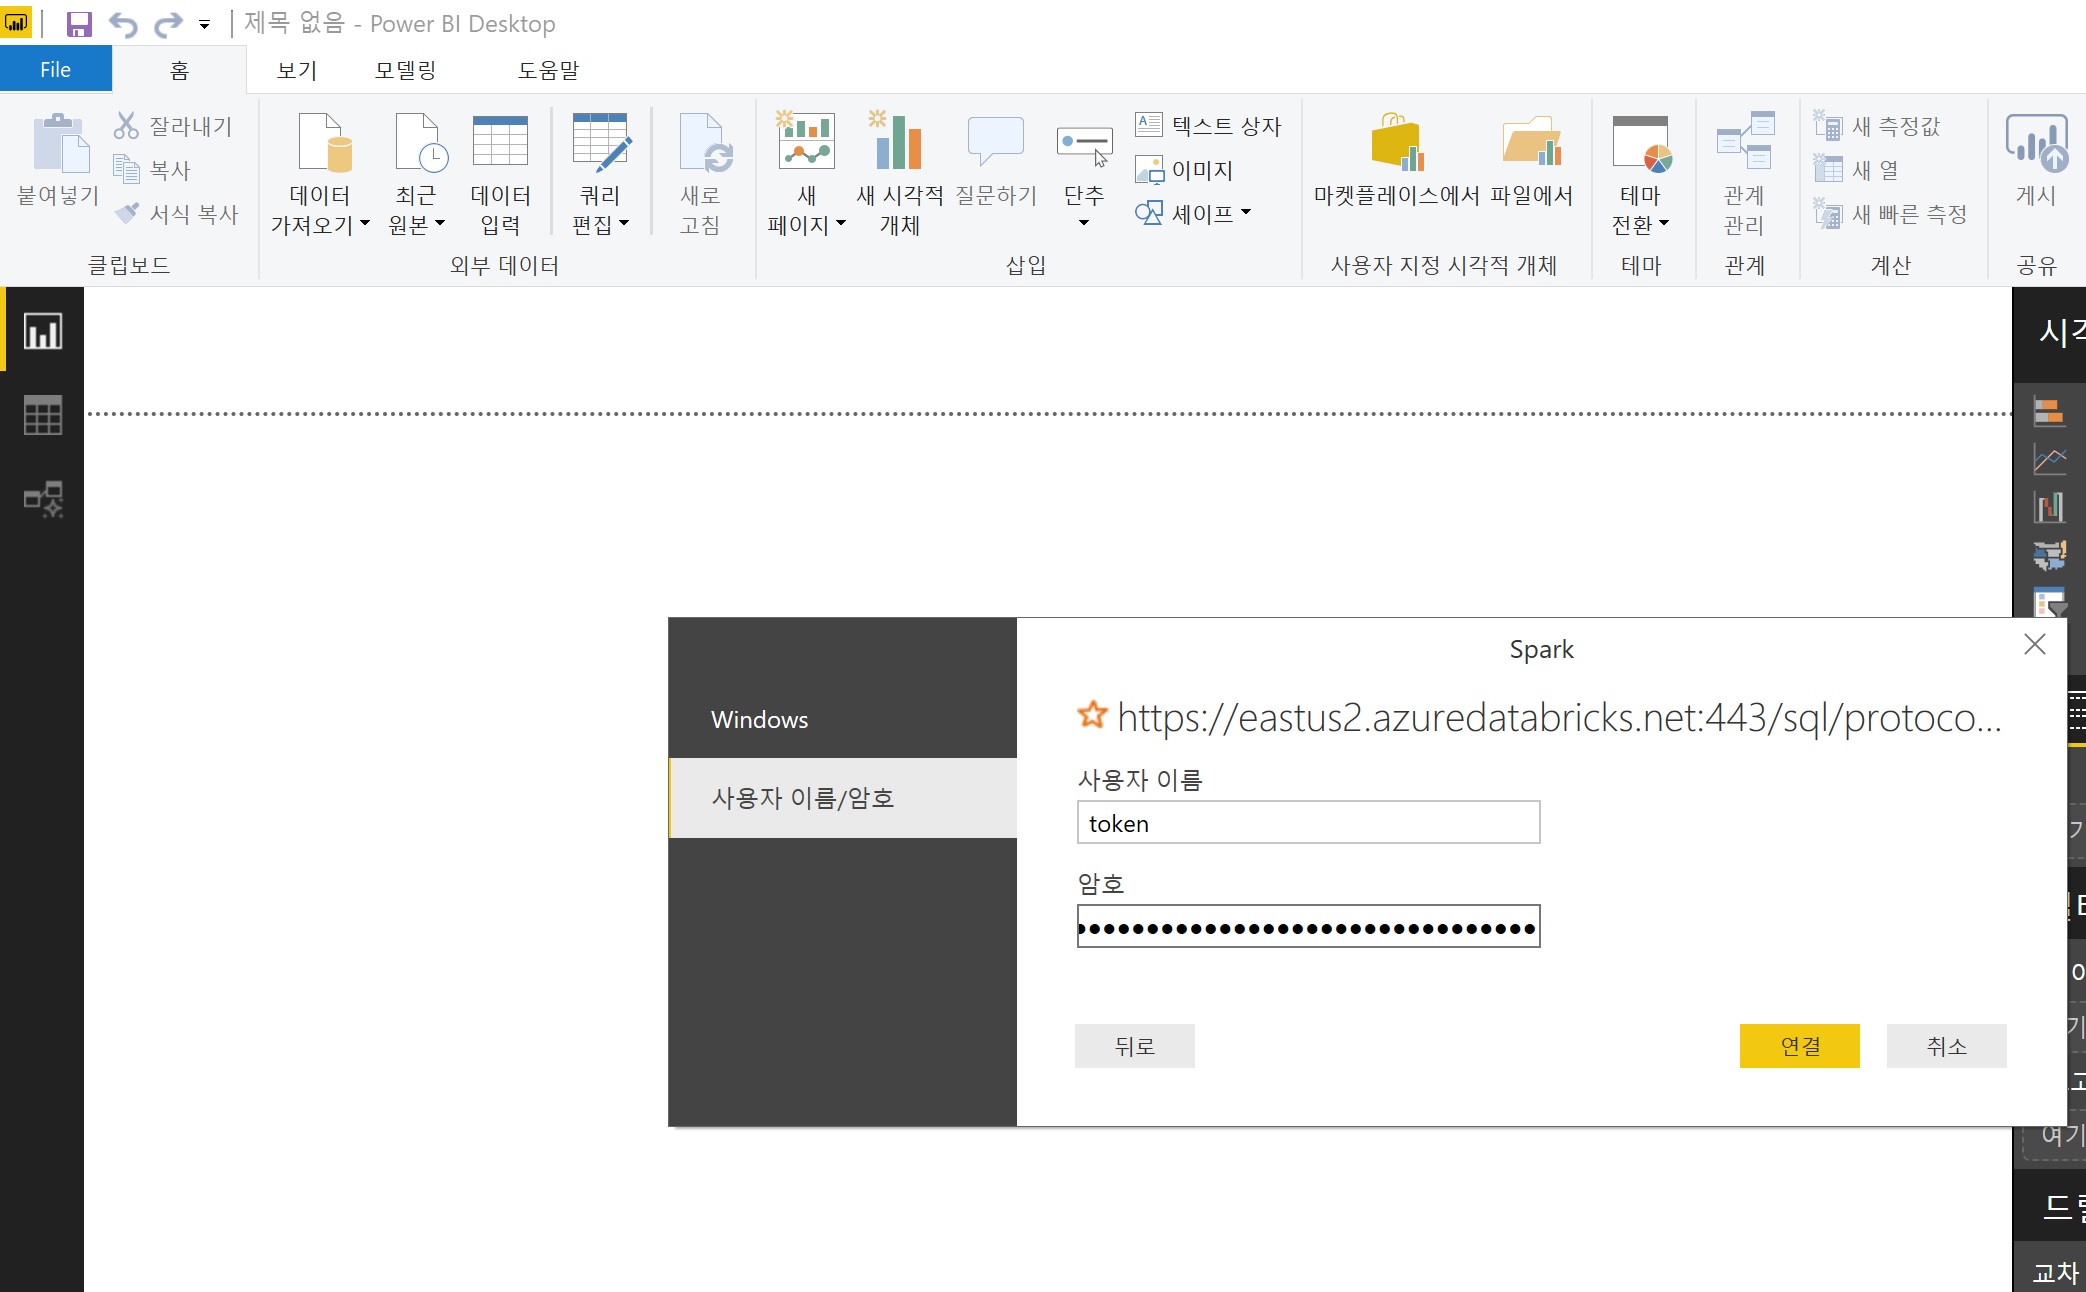 제목 없음 - Power BI Desktop
File 홈 보기 모델링 도움말
붙여넣기
잘라내기
복사
서식 복사
클립보드
데이터
가져오기
최근
원본
데이터
입력
쿼리
편집
새로
고침
외부 데이터
새
페이지
새 시각적
개체
질문하기
단추
텍스트 상자
이미지
셰이프
삽입
마켓플레이스에서
파일에서
사용자 지정 시각적 개체
테마
전환
테마
관계
관리
관계
새 측정값
새 열
새 빠른 측정
계산
게시
공유
Spark
Windows
사용자 이름/암호
https://eastus2.azuredatabricks.net:443/sql/protoco...
사용자 이름
token
암호
뒤로
연결
취소
여기
교차